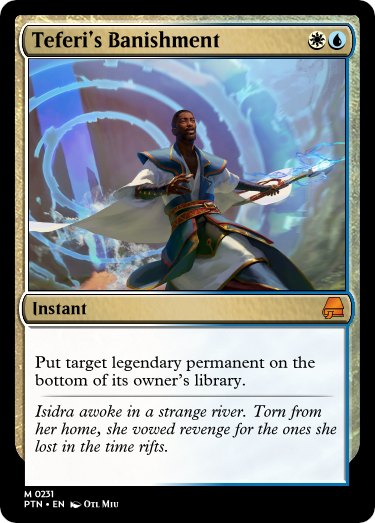 Teferi's Banishment
Instant
Put target legendary permanent on the
bottom of its owner's library.
Isidra awoke in a strange river. Torn from
her home, she vowed revenge for the ones she
lost in the time rifts.
M 0231
PTN • EN Otl Miu